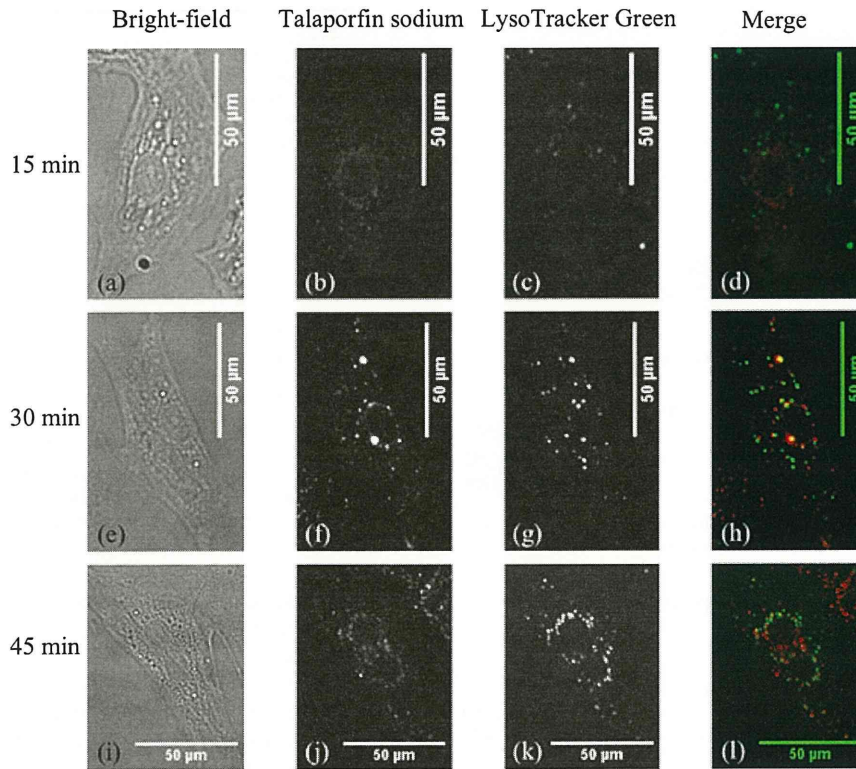 Bright-field Talaporfin sodium LysoTracker Green Merge
15 min
50 µm 50 µm 50 µm 50 µm
(a) (b) (c) (d)
30 min
50 µm 50 µm 50 µm 50 µm
(e) (f) (g) (h)
45 min
50 µm 50 µm 50 µm 50 µm
(i) (j) (k) (l)